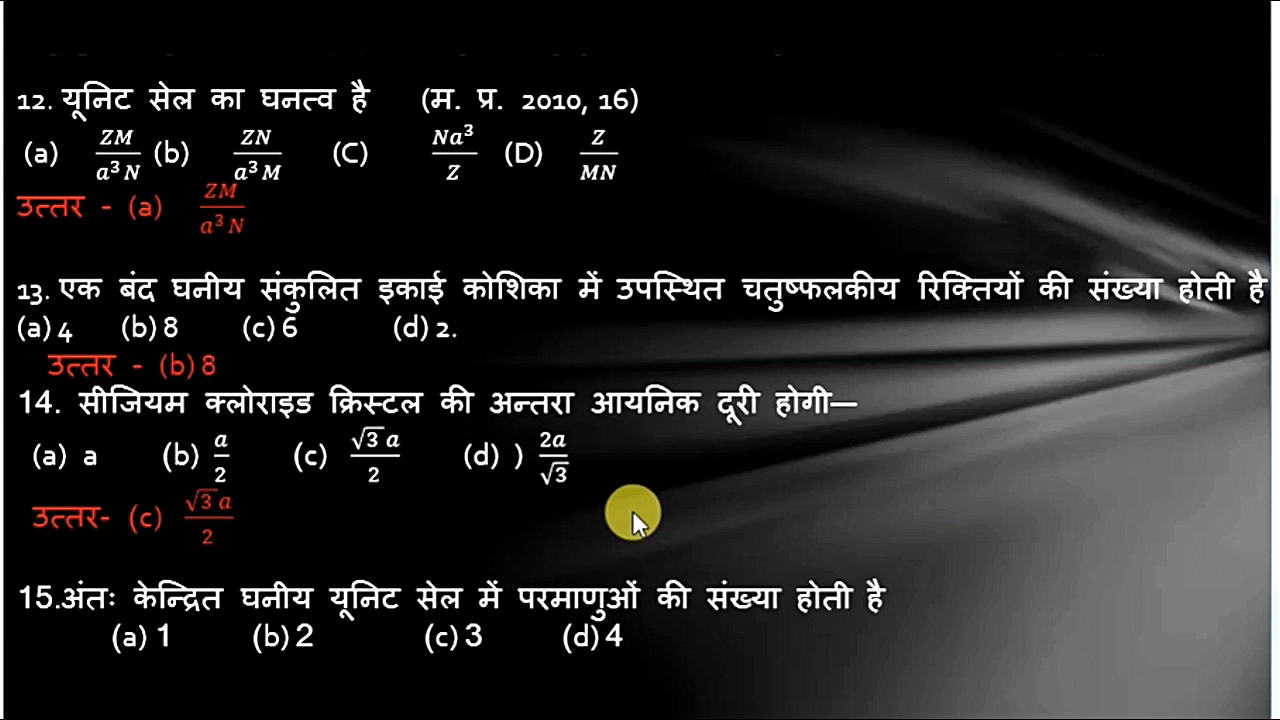 12. यूनिट सेल का घनत्व है (म. प्र. 2010, 16)
(a) ZM/a³N (b) ZN/a³M (C) Na³/Z (D) Z/MN
उत्तर - (a) ZM/a³N
13. एक बंद घनीय संकुलित इकाई कोशिका में उपस्थित चतुष्फलकीय रिक्तियों की संख्या होती है
(a) 4 (b) 8 (c) 6 (d) 2.
उत्तर - (b) 8
14. सीजियम क्लोराइड क्रिस्टल की अन्तरा आयनिक दूरी होगी—
(a) a (b) a/2 (c) √3 a/2 (d) ) 2a/√3
उत्तर- (c) √3 a/2
15.अंतः केन्द्रित घनीय यूनिट सेल में परमाणुओं की संख्या होती है
(a) 1 (b) 2 (c) 3 (d) 4